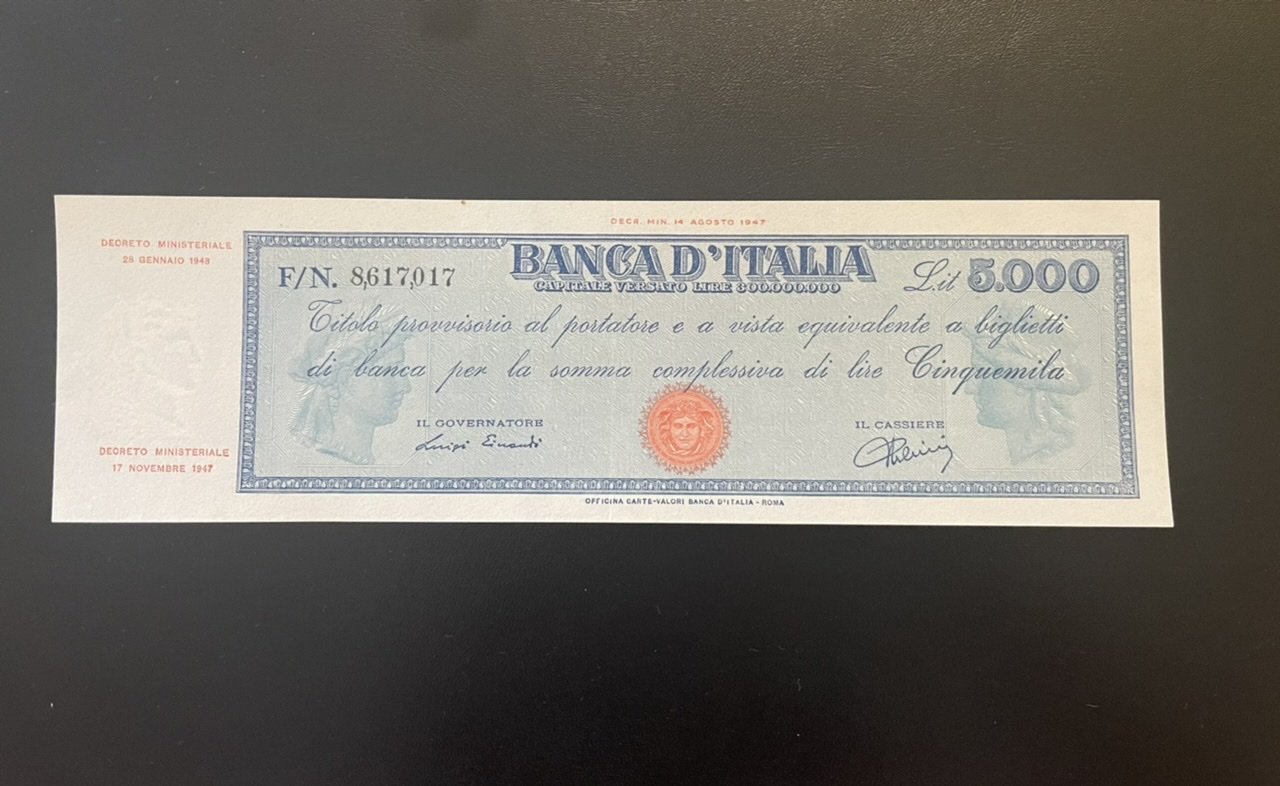 DECR. MIN. 14 AGOSTO 1947
DECRETO MINISTERIALE
28 GENNAIO 1948
F/N. 8,617,017
BANCA D'ITALIA
CAPITALE VERSATO LIRE 300.000.000
Lit 5.000
Titolo provvisorio al portatore e a vista equivalente a biglietti
di banca per la somma complessiva di lire Cinquemila
IL GOVERNATORE
Luigi Einaudi
IL CASSIERE
DECRETO MINISTERIALE
17 NOVEMBRE 1947
OFFICINA CARTE-VALORI BANCA D'ITALIA - ROMA